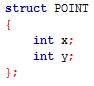 struct POINT
{
    int x;
    int y;
};